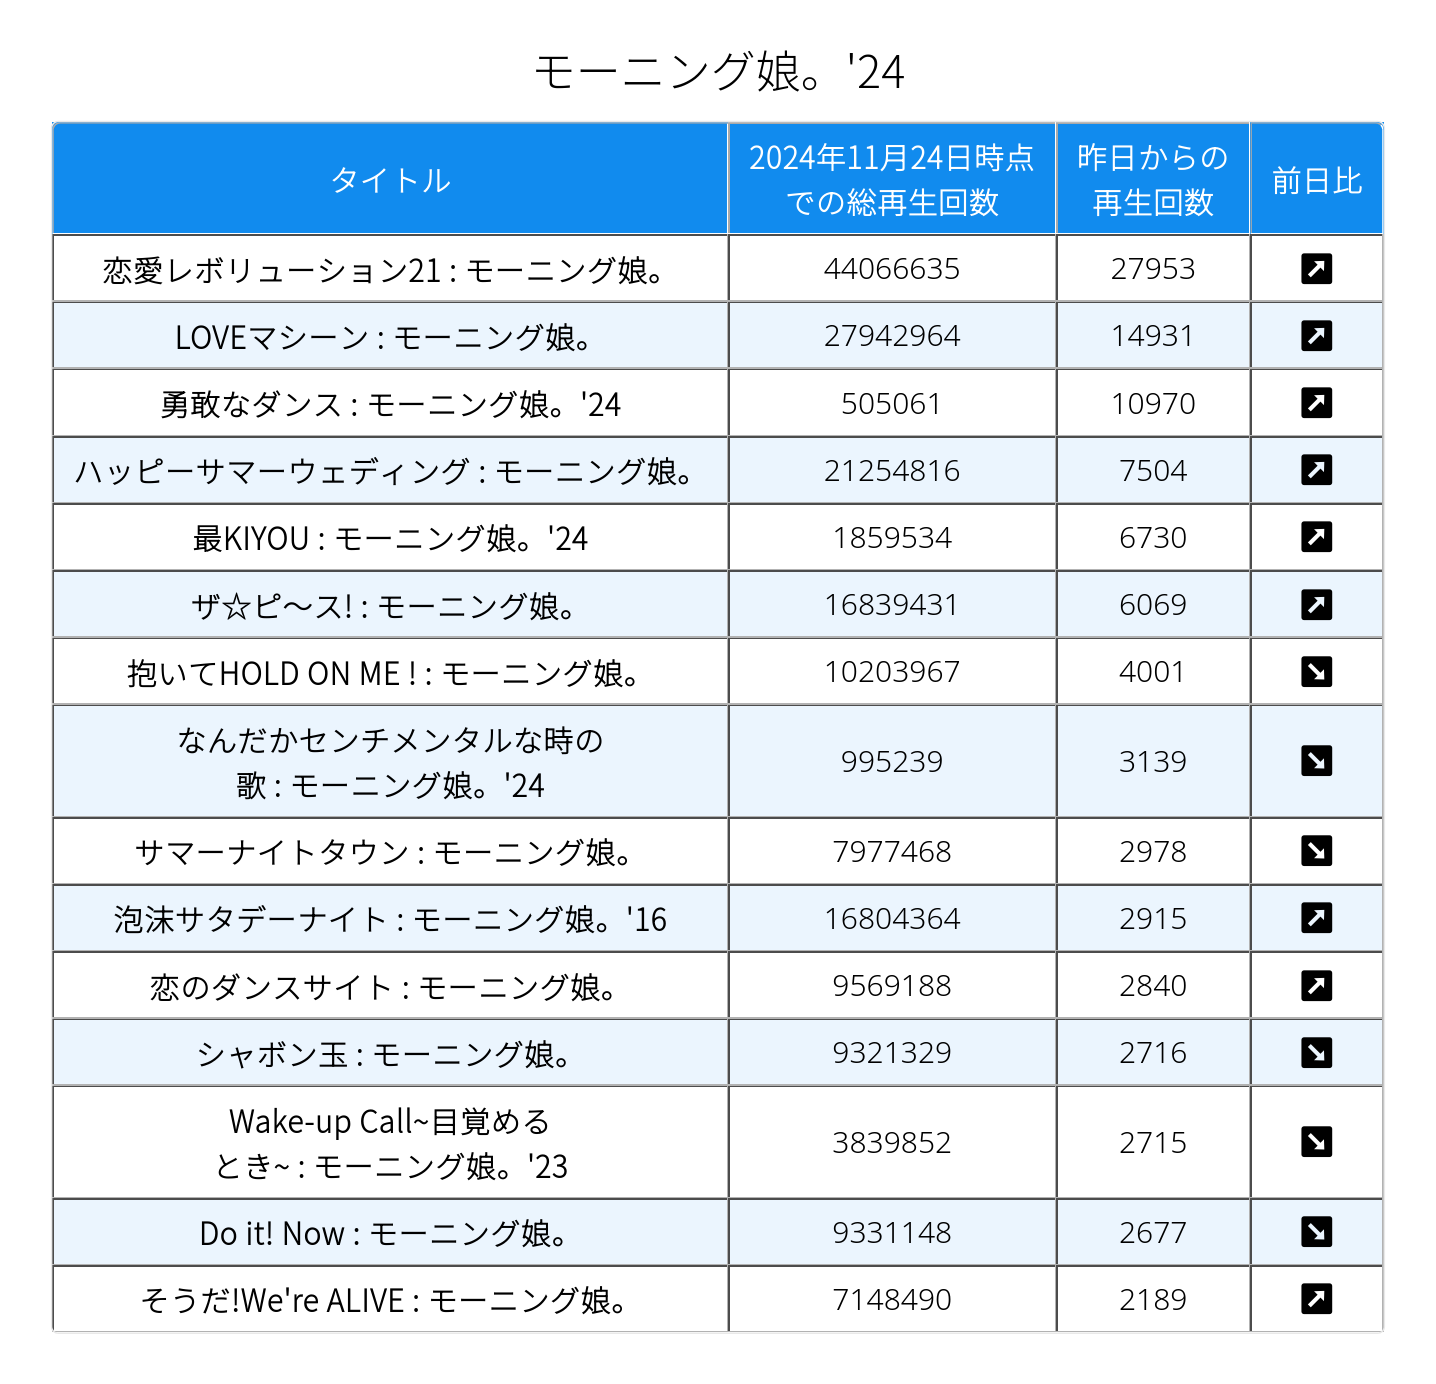 モーニング娘。'24
タイトル
2024年11月24日時点
での総再生回数
昨日からの
再生回数
前日比
恋愛レボリューション21 : モーニング娘。 44066635 27953 ↗
LOVEマシーン : モーニング娘。 27942964 14931 ↗
勇敢なダンス : モーニング娘。'24 505061 10970 ↗
ハッピーサマーウェディング : モーニング娘。 21254816 7504 ↗
最KIYOU : モーニング娘。'24 1859534 6730 ↗
ザ☆ピ〜ス! : モーニング娘。 16839431 6069 ↗
抱いてHOLD ON ME ! : モーニング娘。 10203967 4001 ↘
なんだかセンチメンタルな時の
歌 : モーニング娘。'24 995239 3139 ↘
サマーナイトタウン : モーニング娘。 7977468 2978 ↘
泡沫サタデーナイト : モーニング娘。'16 16804364 2915 ↗
恋のダンスサイト : モーニング娘。 9569188 2840 ↗
シャボン玉 : モーニング娘。 9321329 2716 ↘
Wake-up Call~目覚める
とき~ : モーニング娘。'23 3839852 2715 ↘
Do it! Now : モーニング娘。 9331148 2677 ↘
そうだ!We're ALIVE : モーニング娘。 7148490 2189 ↗